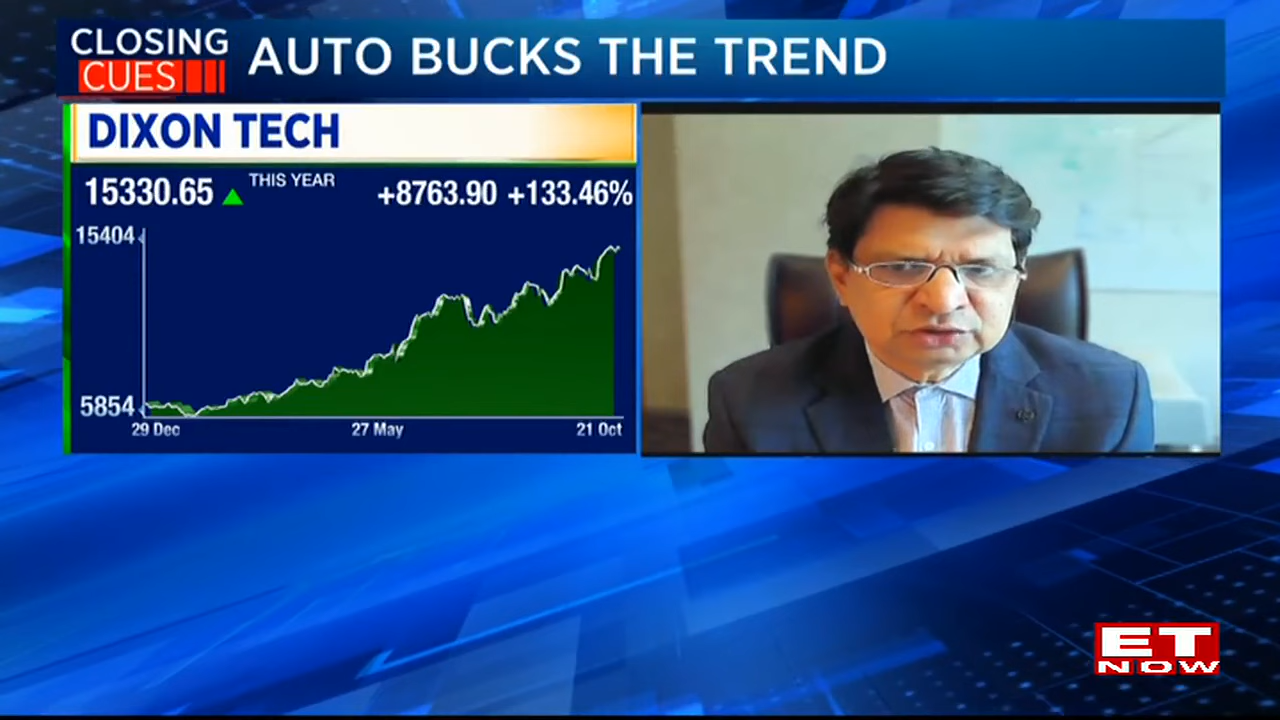 CLOSING
CUES
AUTO BUCKS THE TREND
DIXON TECH
15330.65 THIS YEAR +8763.90 +133.46%
15404
5854
29 Dec 27 May 21 Oct
ET
NOW